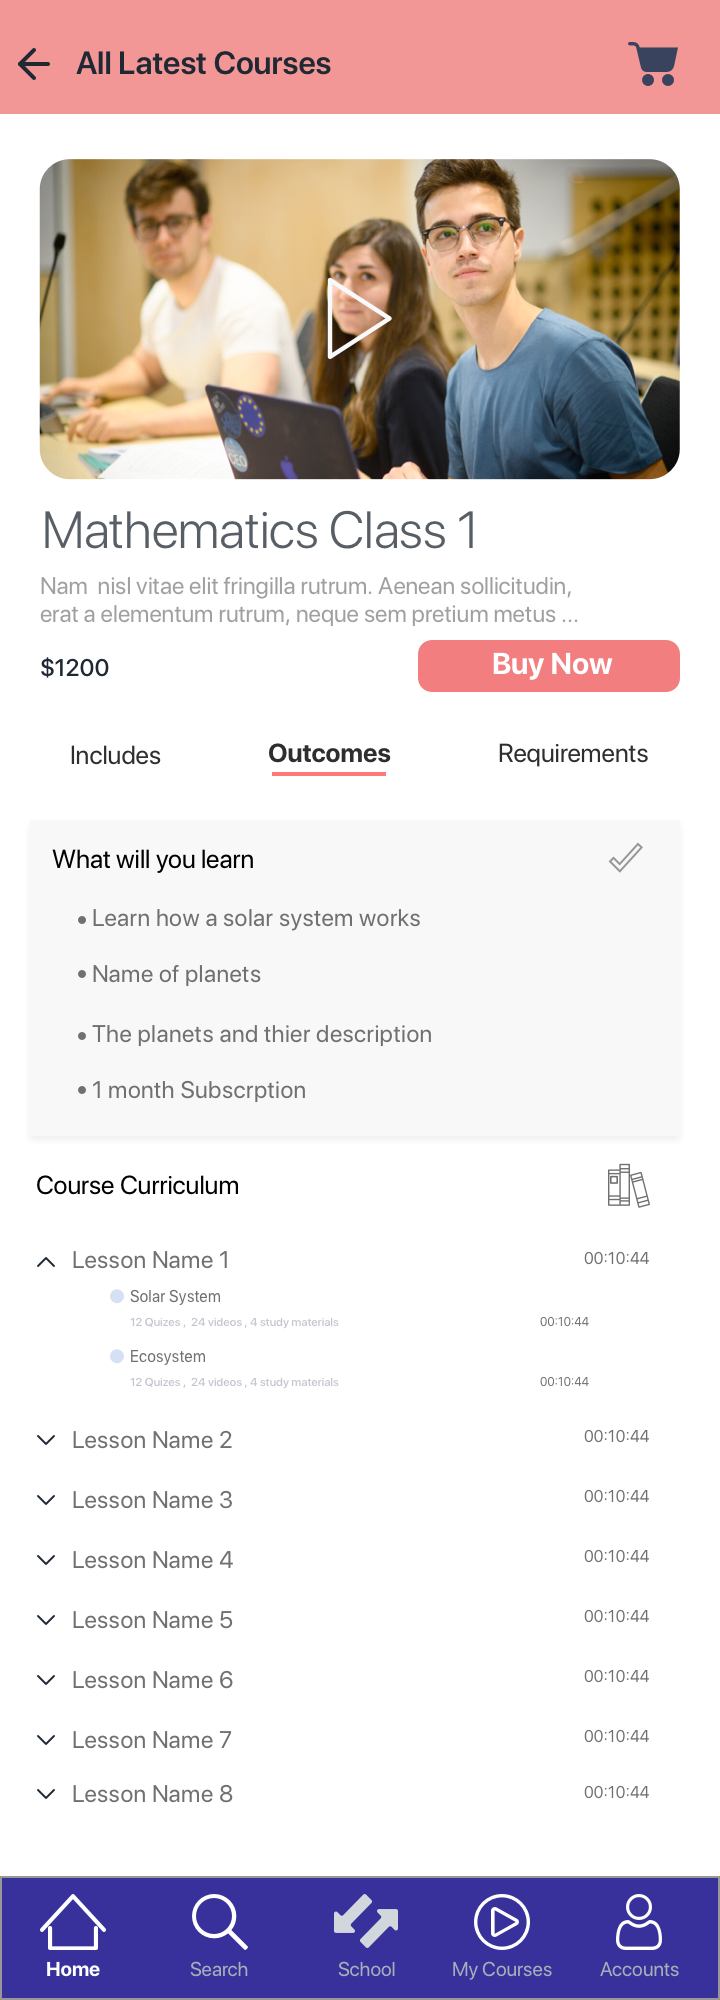 All Latest Courses
Mathematics Class 1
Nam  nisl vitae elit fringilla rutrum. Aenean sollicitudin,
erat a elementum rutrum, neque sem pretium metus ...
$1200
Buy Now
Includes
Outcomes
Requirements
What will you learn
• Learn how a solar system works
• Name of planets
• The planets and thier description
• 1 month Subscrption
Course Curriculum
Lesson Name 1
00:10:44
Solar System
12 Quizes ,  24 videos , 4 study materials
00:10:44
Ecosystem
12 Quizes ,  24 videos , 4 study materials
00:10:44
Lesson Name 2
00:10:44
Lesson Name 3
00:10:44
Lesson Name 4
00:10:44
Lesson Name 5
00:10:44
Lesson Name 6
00:10:44
Lesson Name 7
00:10:44
Lesson Name 8
00:10:44
Home
Search
School
My Courses
Accounts